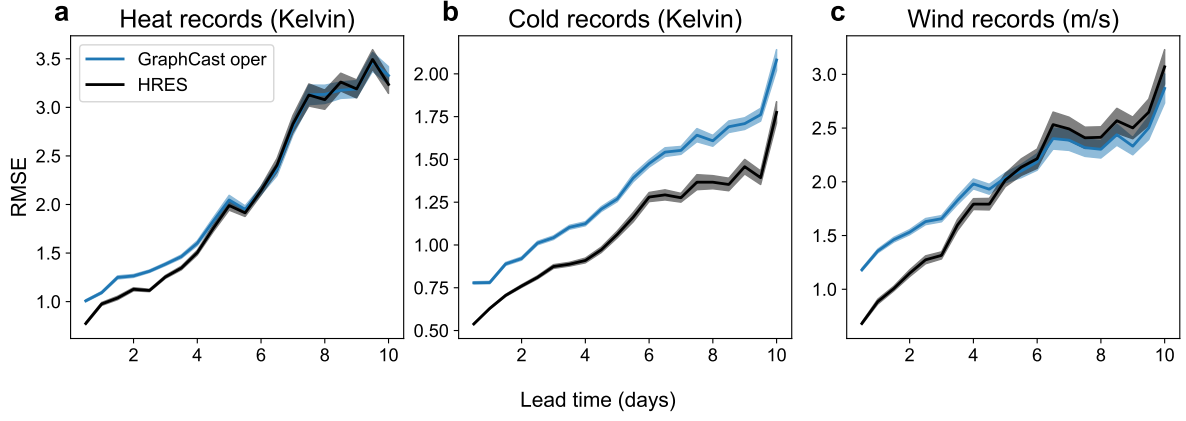 a Heat records (Kelvin)
b Cold records (Kelvin)
c Wind records (m/s)
RMSE
GraphCast oper
HRES
3.5
3.0
2.5
2.0
1.5
1.0
2 4 6 8 10
2.00
1.75
1.50
1.25
1.00
0.75
0.50
2 4 6 8 10
3.0
2.5
2.0
1.5
1.0
2 4 6 8 10
Lead time (days)